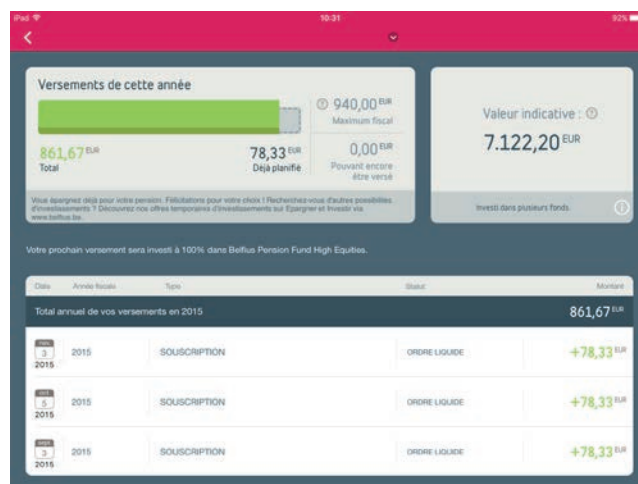 iPad
10:31
92%
Versements de cette année
940,00 EUR
Maximum fiscal
861,67 EUR
Total
78,33 EUR
Déjà planifié
0,00 EUR
Pouvant encore
être versé
Vous épargnez déjà pour votre pension. Félicitations pour votre choix ! Recherchez-vous d'autres possibilités
d'investissements ? Découvrez nos offres temporaires d'investissements sur Epargner et Investir via
www.belfius.be.
Valeur indicative :
7.122,20 EUR
Investi dans plusieurs fonds.
Votre prochain versement sera investi à 100% dans Belfius Pension Fund High Equities.
Date Année fiscale Type Statut Montant
Total annuel de vos versements en 2015 861,67 EUR
nov. 3 2015 2015 SOUSCRIPTION ORDRE LIQUIDE +78,33 EUR
oct. 5 2015 2015 SOUSCRIPTION ORDRE LIQUIDE +78,33 EUR
sept. 3 2015 2015 SOUSCRIPTION ORDRE LIQUIDE +78,33 EUR